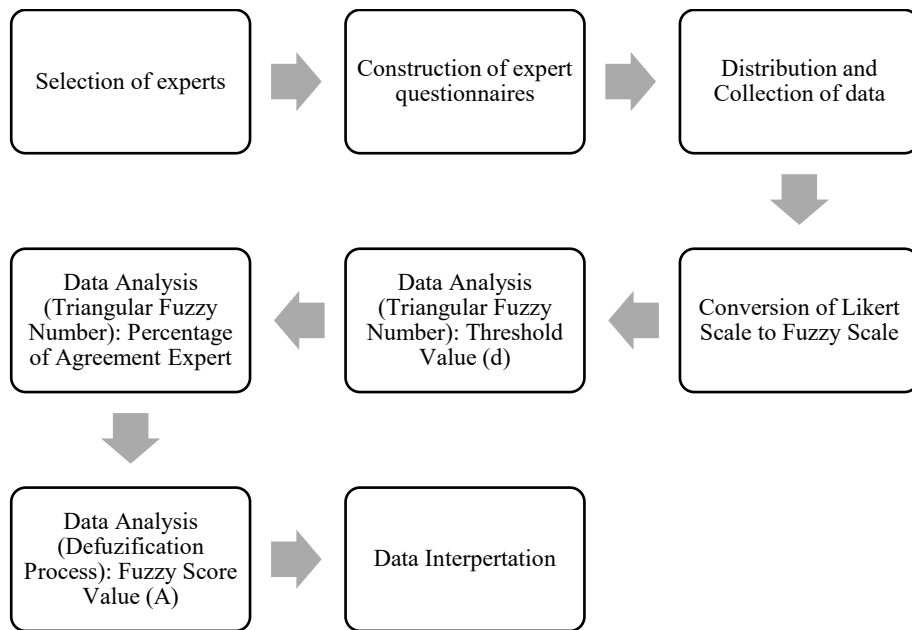 Selection of experts
Construction of expert
questionnaires
Distribution and
Collection of data
Conversion of Likert
Scale to Fuzzy Scale
Data Analysis
(Triangular Fuzzy
Number): Threshold
Value (d)
Data Analysis
(Triangular Fuzzy
Number): Percentage
of Agreement Expert
Data Analysis
(Defuzification
Process): Fuzzy Score
Value (A)
Data Interpertation